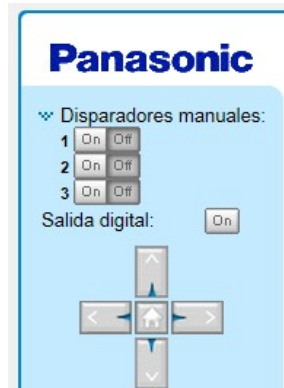 Panasonic
Disparadores manuales:
1 On Off
2 On Off
3 On Off
Salida digital: On